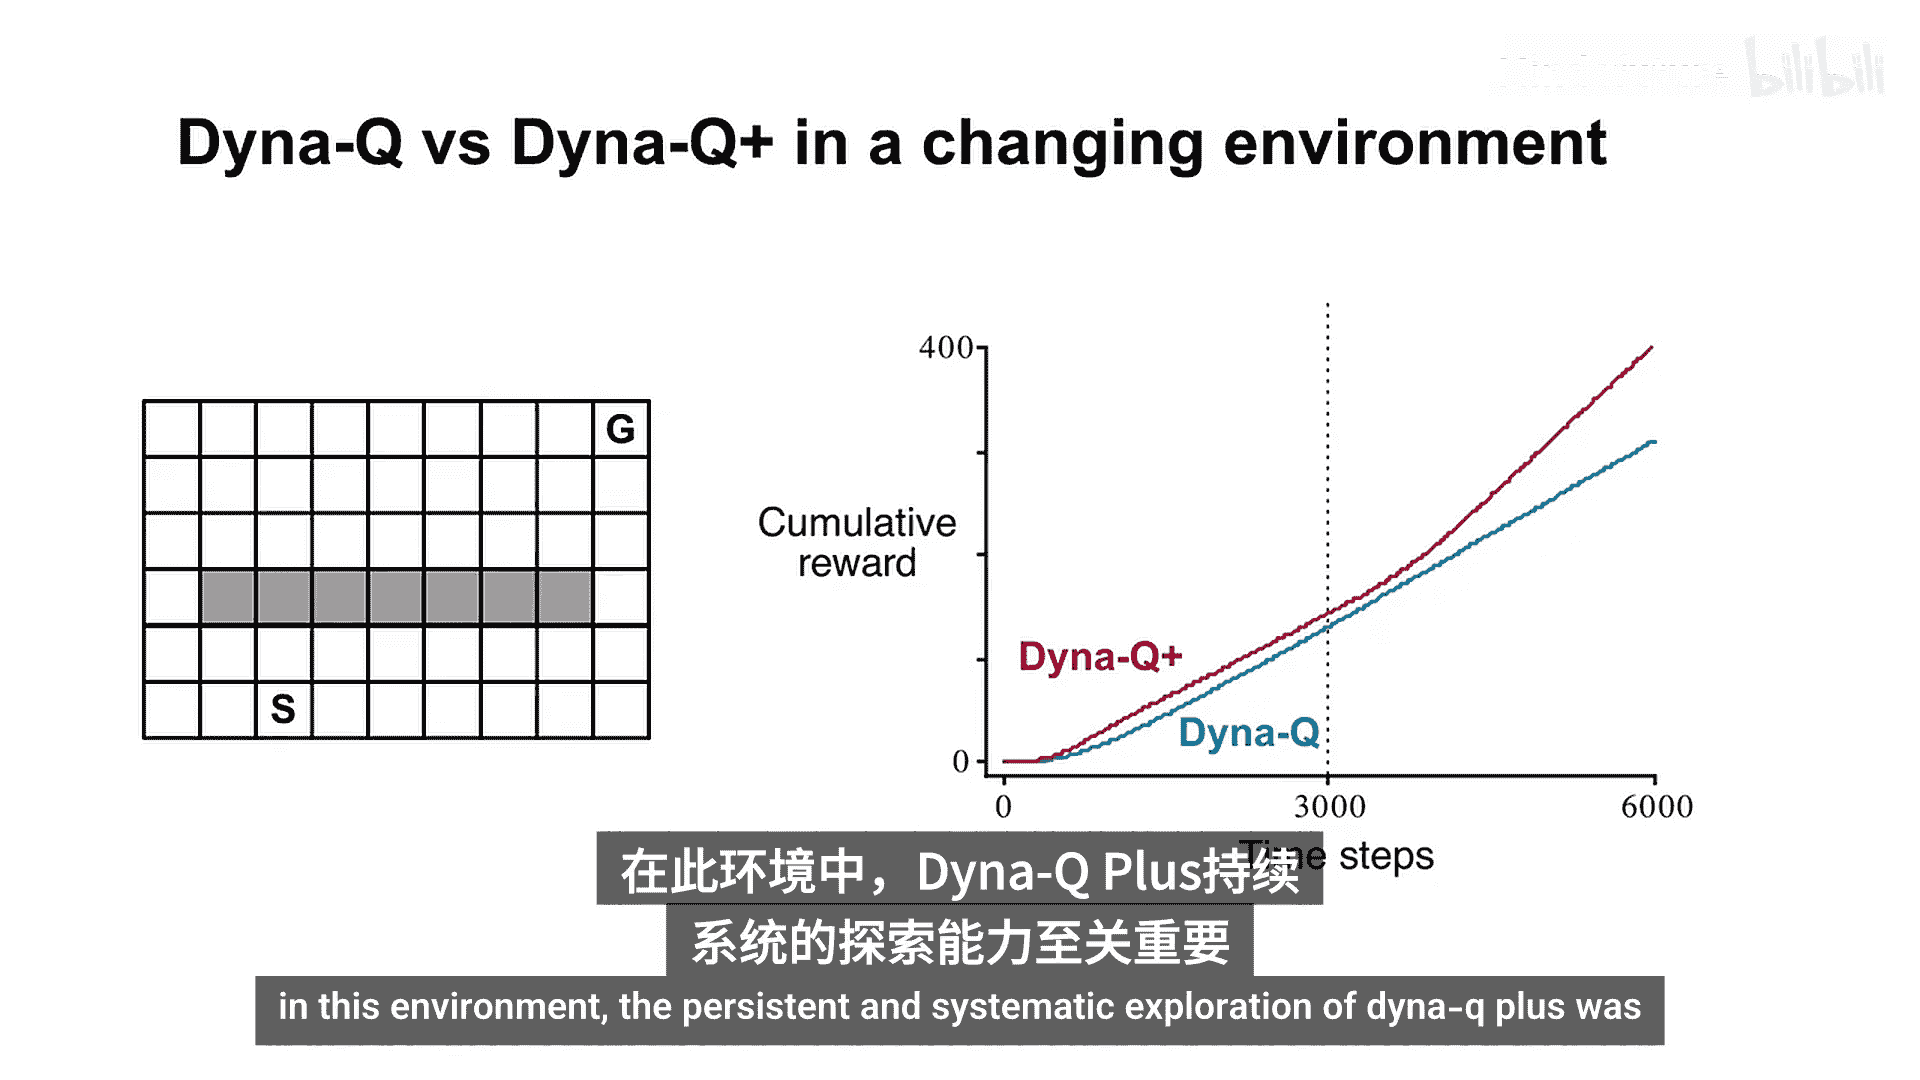 bilibili
Dyna-Q vs Dyna-Q+ in a changing environment
G
S
400
Cumulative
reward
Dyna-Q+
Dyna-Q
0
0 3000 6000
Time steps
在此环境中，Dyna-Q Plus持续
系统的探索能力至关重要
in this environment, the persistent and systematic exploration of dyna-q plus was